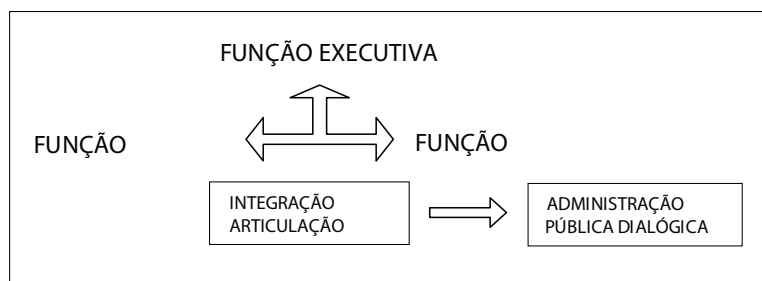 FUNÇÃO EXECUTIVA
FUNÇÃO
FUNÇÃO
INTEGRAÇÃO
ARTICULAÇÃO
ADMINISTRAÇÃO
PÚBLICA DIALÓGICA